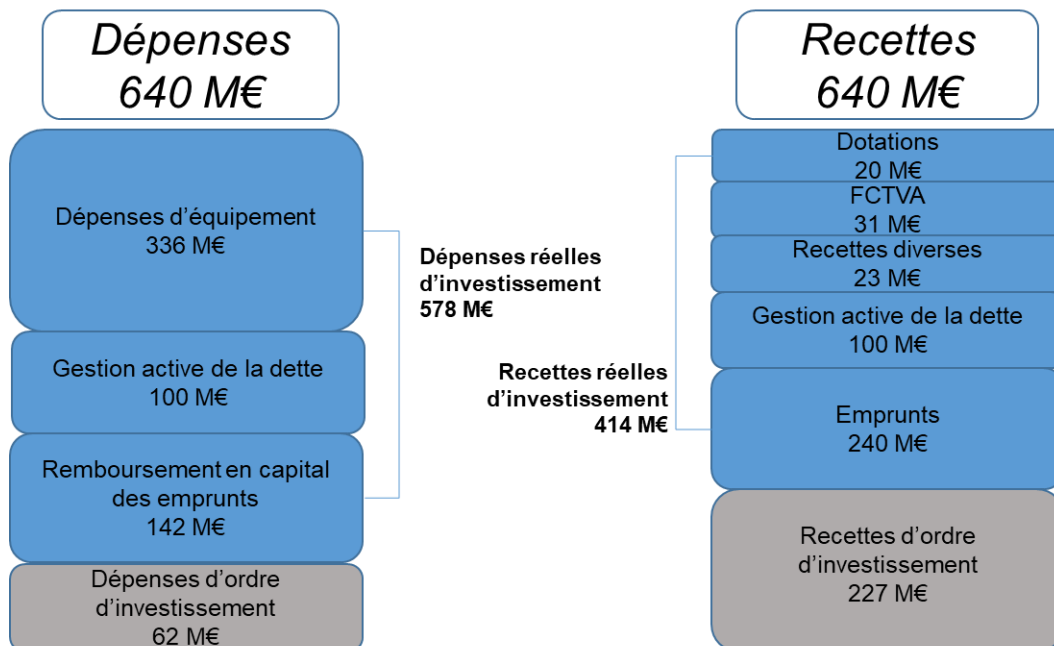 Dépenses
640 M€
Dépenses d’équipement
336 M€
Gestion active de la dette
100 M€
Remboursement en capital
des emprunts
142 M€
Dépenses d’ordre
d’investissement
62 M€
Dépenses réelles
d’investissement
578 M€
Recettes réelles
d’investissement
414 M€
Recettes
640 M€
Dotations
20 M€
FCTVA
31 M€
Recettes diverses
23 M€
Gestion active de la dette
100 M€
Emprunts
240 M€
Recettes d’ordre
d’investissement
227 M€